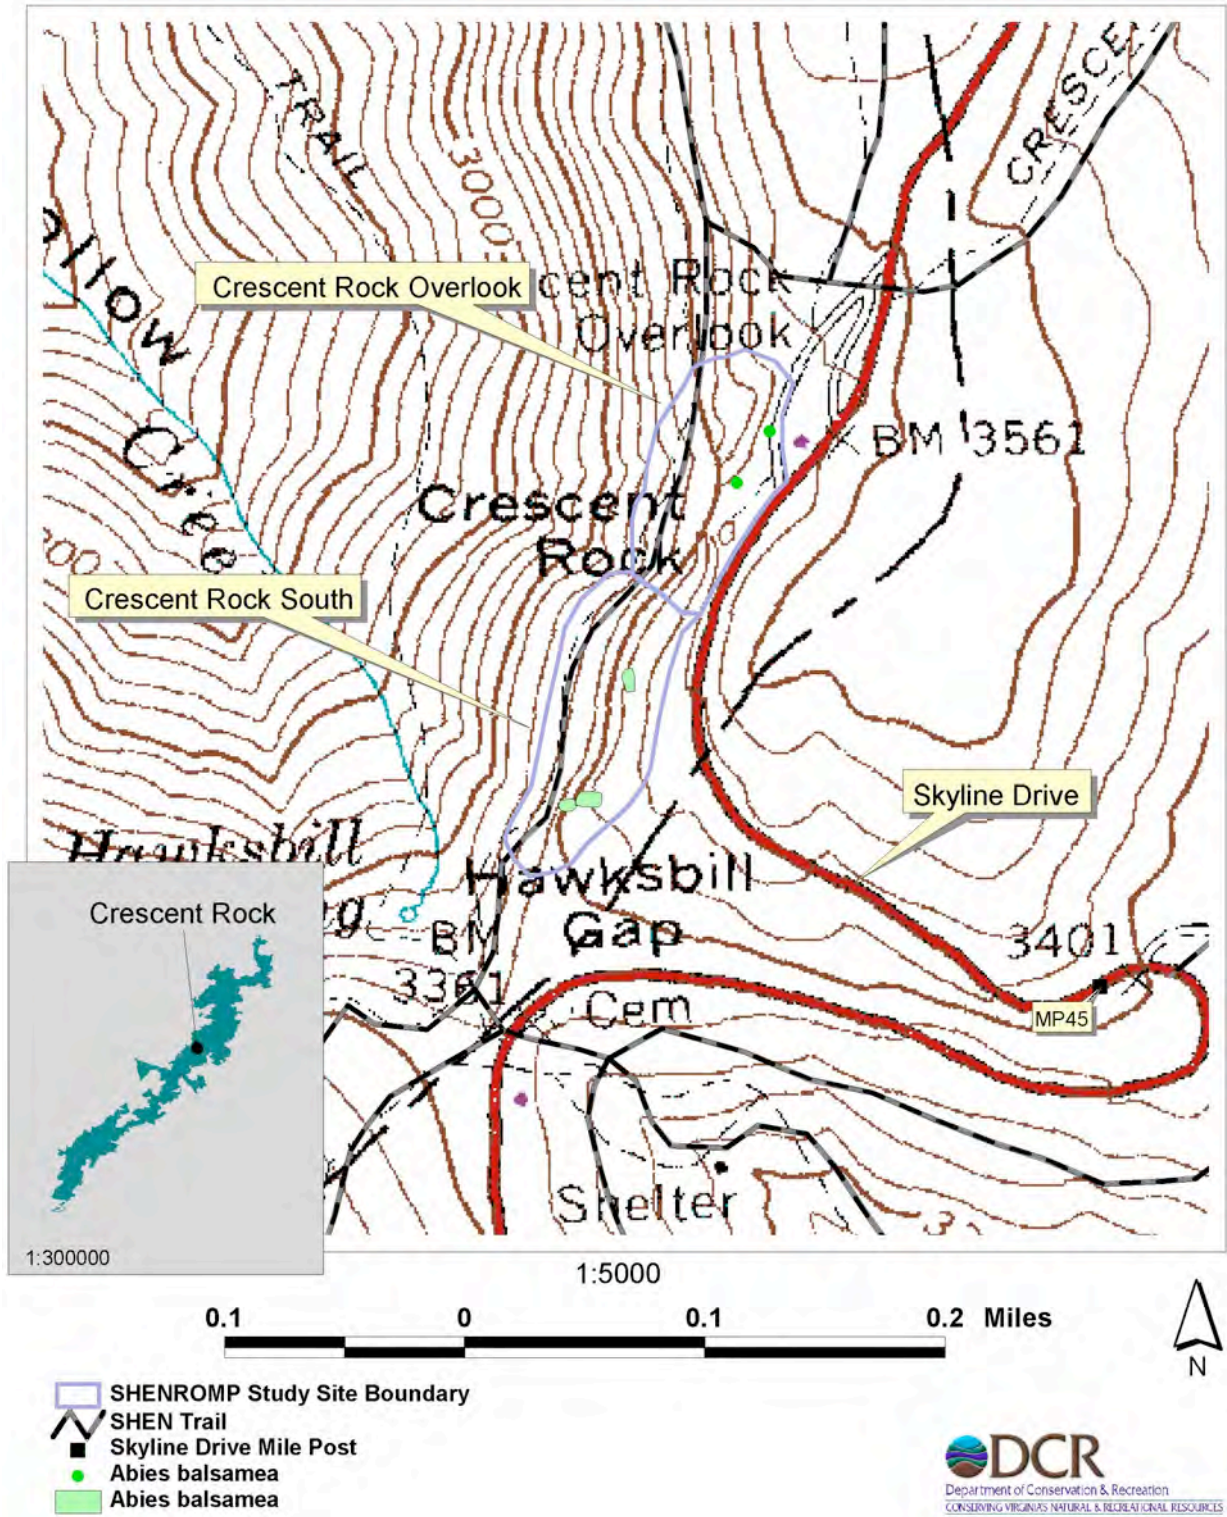 TRAIL
CRESCE
3000
ollow
Crescent Rock Overlook
cent Rock
Overlook
Cree
BM 3561
Crescent
Rock
Crescent Rock South
Skyline Drive
Hawksbill
Hawksbill
Gap
3401
BM
3361
MP45
Cem
Shelter
Crescent Rock
1:300000
1:5000
0.1 0 0.1 0.2 Miles
N
SHENROMP Study Site Boundary
SHEN Trail
Skyline Drive Mile Post
Abies balsamea
Abies balsamea
DCR
Department of Conservation & Recreation
CONSERVING VIRGINIA'S NATURAL & RECREATIONAL RESOURCES